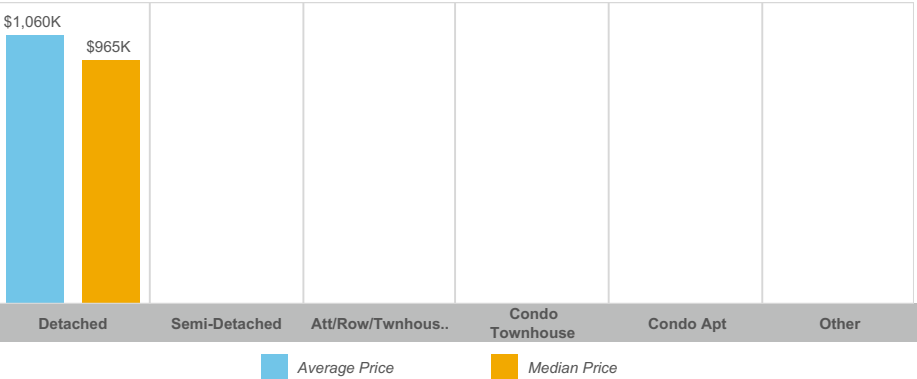 $1,060K
$965K
Detached
Semi-Detached
Att/Row/Twnhous..
Condo
Townhouse
Condo Apt
Other
Average Price
Median Price